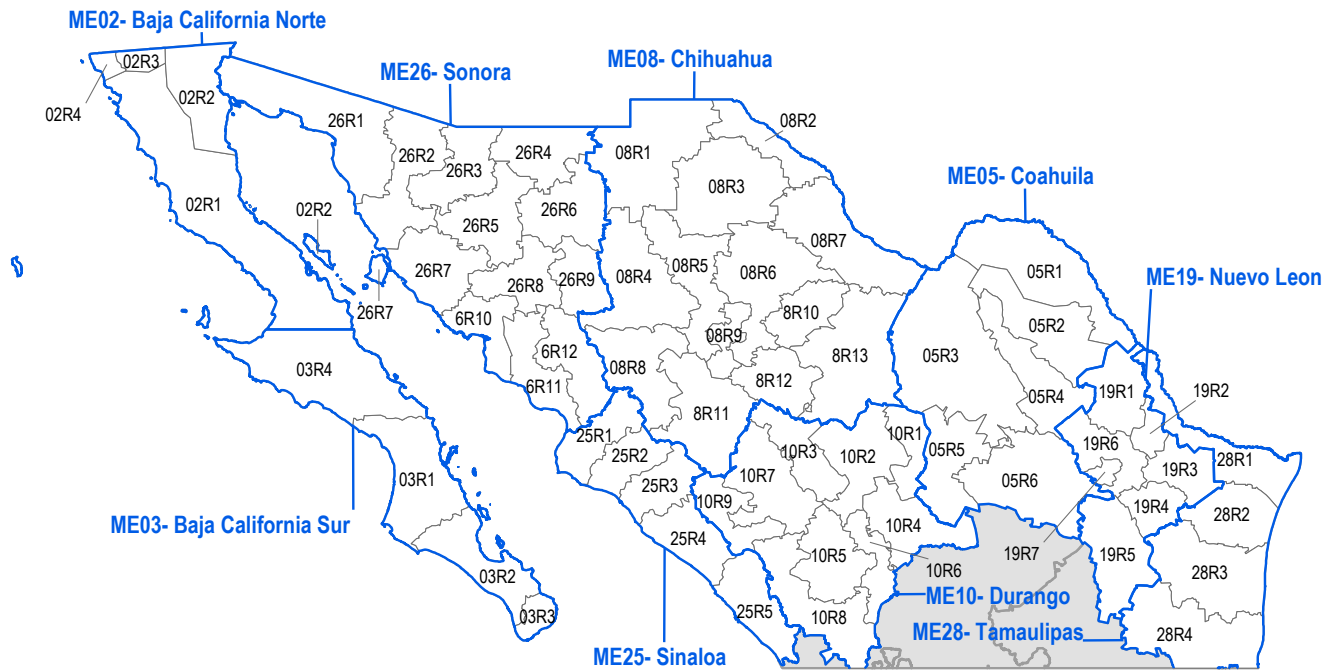 ME02- Baja California Norte
ME26- Sonora
ME08- Chihuahua
02R3
02R4
02R2
26R1
26R2
26R3
26R4
08R1
08R2
08R3
ME05- Coahuila
02R1
02R2
26R5
26R6
08R7
26R7
26R8
26R9
08R4
08R5
08R6
05R1
ME19- Nuevo Leon
26R7
6R10
8R10
05R2
08R9
6R12
8R13
05R3
03R4
08R8
6R11
8R12
05R4
19R1
19R2
8R11
25R1
25R2
10R3
10R2
10R1
05R5
19R6
19R3
28R1
03R1
25R3
10R7
05R6
10R9
19R4
28R2
ME03- Baja California Sur
25R4
10R4
10R5
19R7
19R5
03R2
10R6
28R3
03R3
25R5
10R8
ME10- Durango
ME28- Tamaulipas
28R4
ME25- Sinaloa